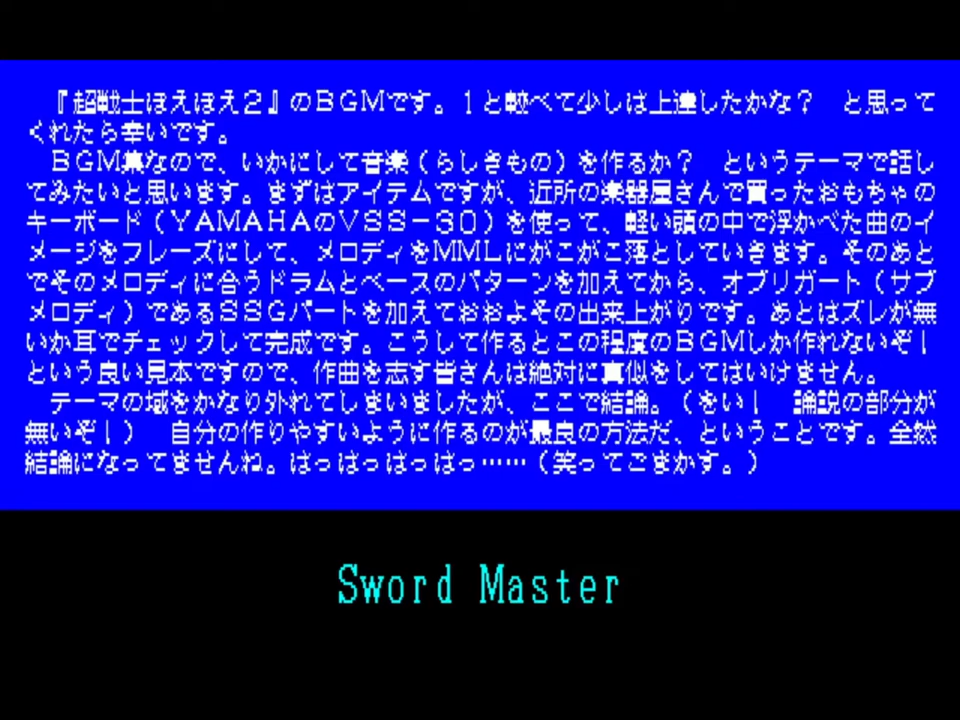 『超戦士ほえほえ２』のＢＧＭです。１と較べて少しは上達したかな？　と思って
くれたら幸いです。
　ＢＧＭ集なので、いかにして音楽（らしきもの）を作るか？　というテーマで話し
てみたいと思います。まずはアイテムですが、近所の楽器屋さんで買ったおもちゃの
キーボード（ＹＡＭＡＨＡのＶＳＳ－３０）を使って、軽い頭の中で浮かべた曲のイ
メージをフレーズにして、メロディをＭＭＬにがこがこ落としていきます。そのあと
でそのメロディに合うドラムとベースのパターンを加えてから、オブリガート（サブ
メロディ）であるＳＳＧパートを加えておおよその出来上がりです。あとはズレが無
いか耳でチェックして完成です。こうして作るとこの程度のＢＧＭしか作れないぞ！
という良い見本ですので、作曲を志す皆さんは絶対に真似をしてはいけません。
　テーマの域をかなり外れてしまいましたが、ここで結論。（をい！　論説の部分が
無いぞ！）　自分の作りやすいように作るのが最良の方法だ、ということです。全然
結論になってませんね。はっはっはっはっ……（笑ってごまかす。）
Sword Master